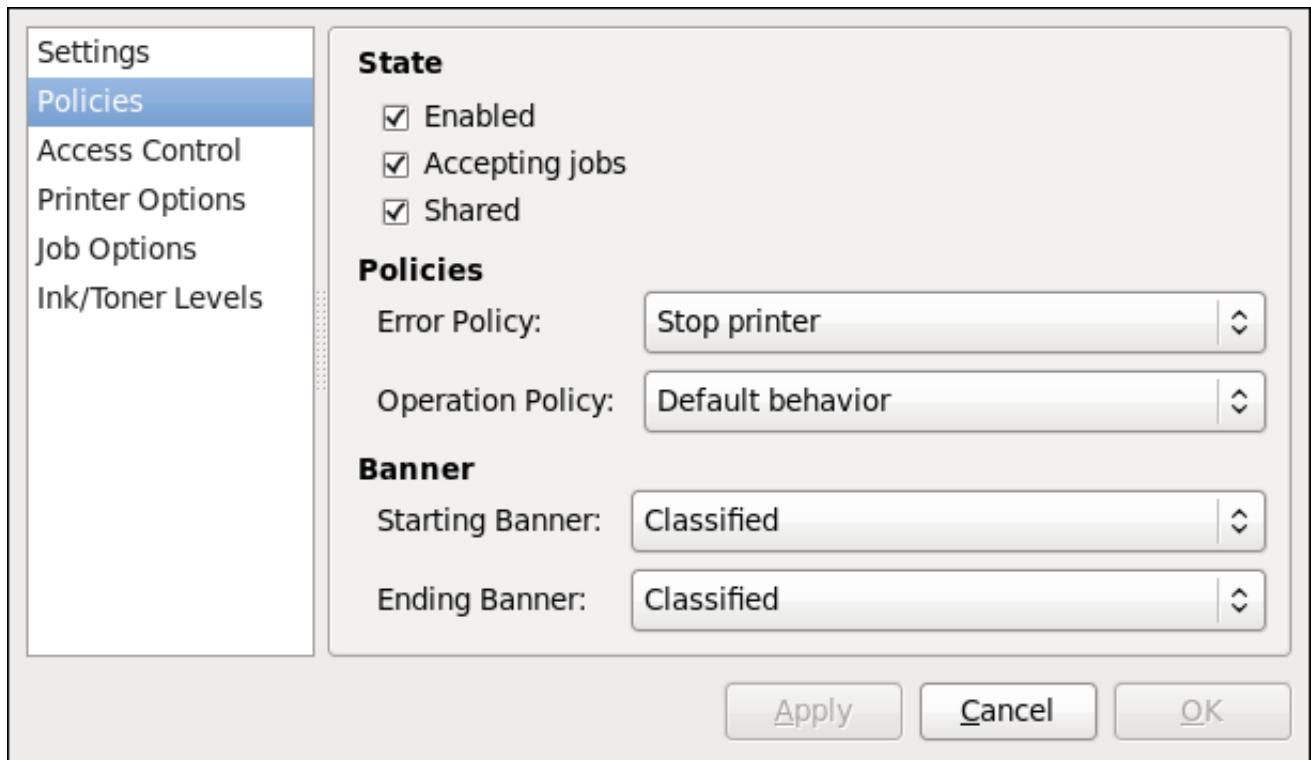 Settings
Policies
Access Control
Printer Options
Job Options
Ink/Toner Levels
State
Enabled
Accepting jobs
Shared
Policies
Error Policy: Stop printer
Operation Policy: Default behavior
Banner
Starting Banner: Classified
Ending Banner: Classified
Apply Cancel OK